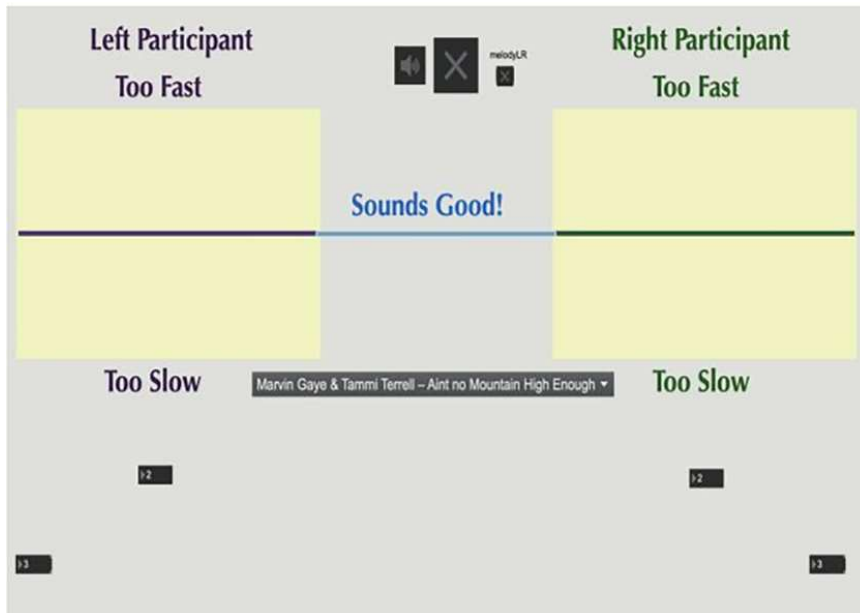 Left Participant
Too Fast
melodyLR
Right Participant
Too Fast
Sounds Good!
Too Slow
Marvin Gaye & Tammi Terrell – Aint no Mountain High Enough
Too Slow
2
2
3
3